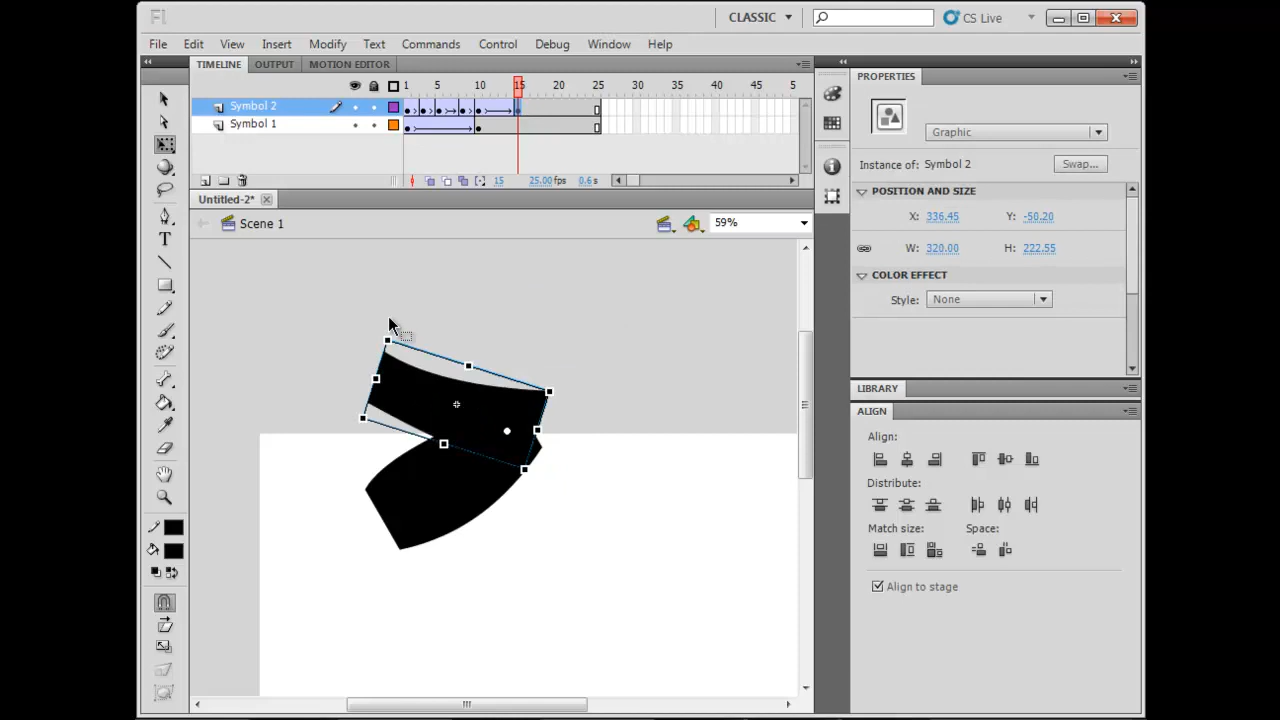 Fl CLASSIC CS Live
File Edit View Insert Modify Text Commands Control Debug Window Help
TIMELINE OUTPUT MOTION EDITOR
1 5 10 15 20 25 30 35 40 45 5
Symbol 2
Symbol 1
15 25.00 fps 0.6 s
Untitled-2*
Scene 1 59%
PROPERTIES
Graphic
Instance of: Symbol 2 Swap...
POSITION AND SIZE
X: 336.45 Y: -50.20
W: 320.00 H: 222.55
COLOR EFFECT
Style: None
LIBRARY
ALIGN
Align:
Distribute:
Match size: Space:
Align to stage